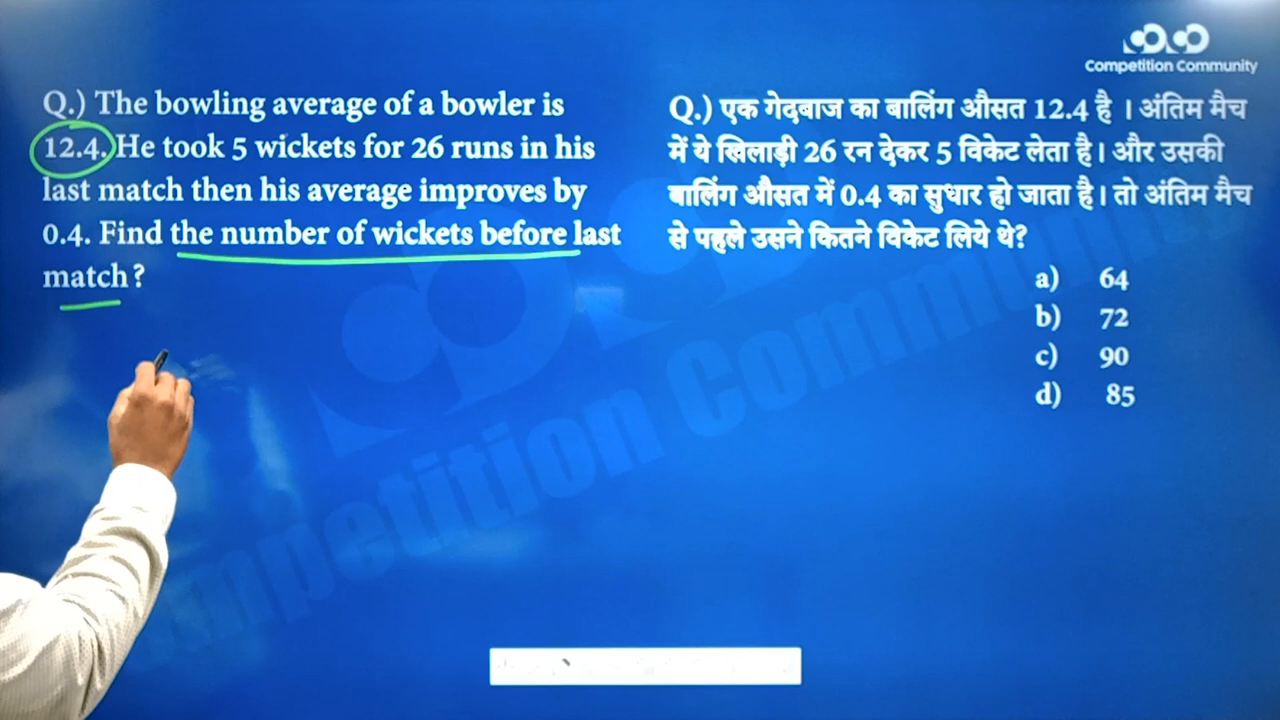 Competition Community
Q.) The bowling average of a bowler is
12.4. He took 5 wickets for 26 runs in his
last match then his average improves by
0.4. Find the number of wickets before last
match?
Q.) एक गेदबाज का बालिंग औसत 12.4 है । अंतिम मैच
में ये खिलाड़ी 26 रन देकर 5 विकेट लेता है। और उसकी
बालिंग औसत में 0.4 का सुधार हो जाता है। तो अंतिम मैच
से पहले उसने कितने विकेट लिये थे?
a) 64
b) 72
c) 90
d) 85